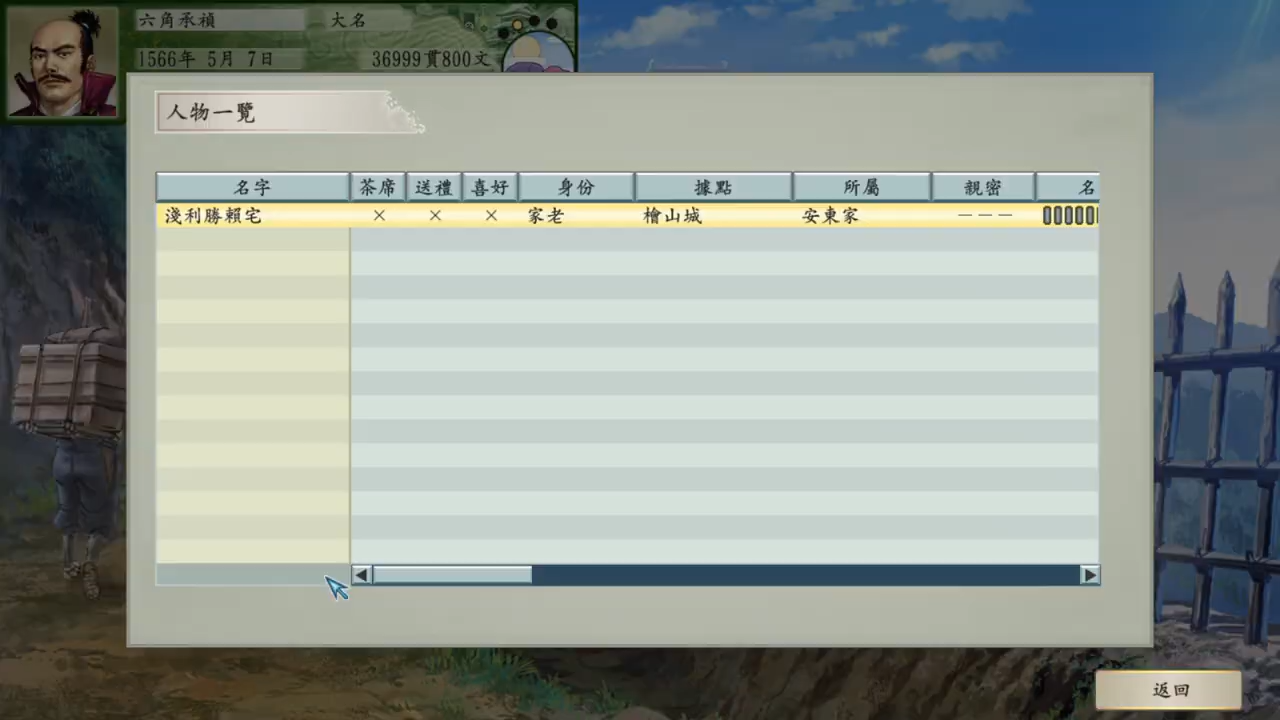 六角承禎 大名
1566年 5月 7日 36999貫800文
人物一覽
名字 茶席 送禮 喜好 身份 據點 所屬 親密 名
淺利勝賴宅 × × × 家老 檜山城 安東家 －－－
返回